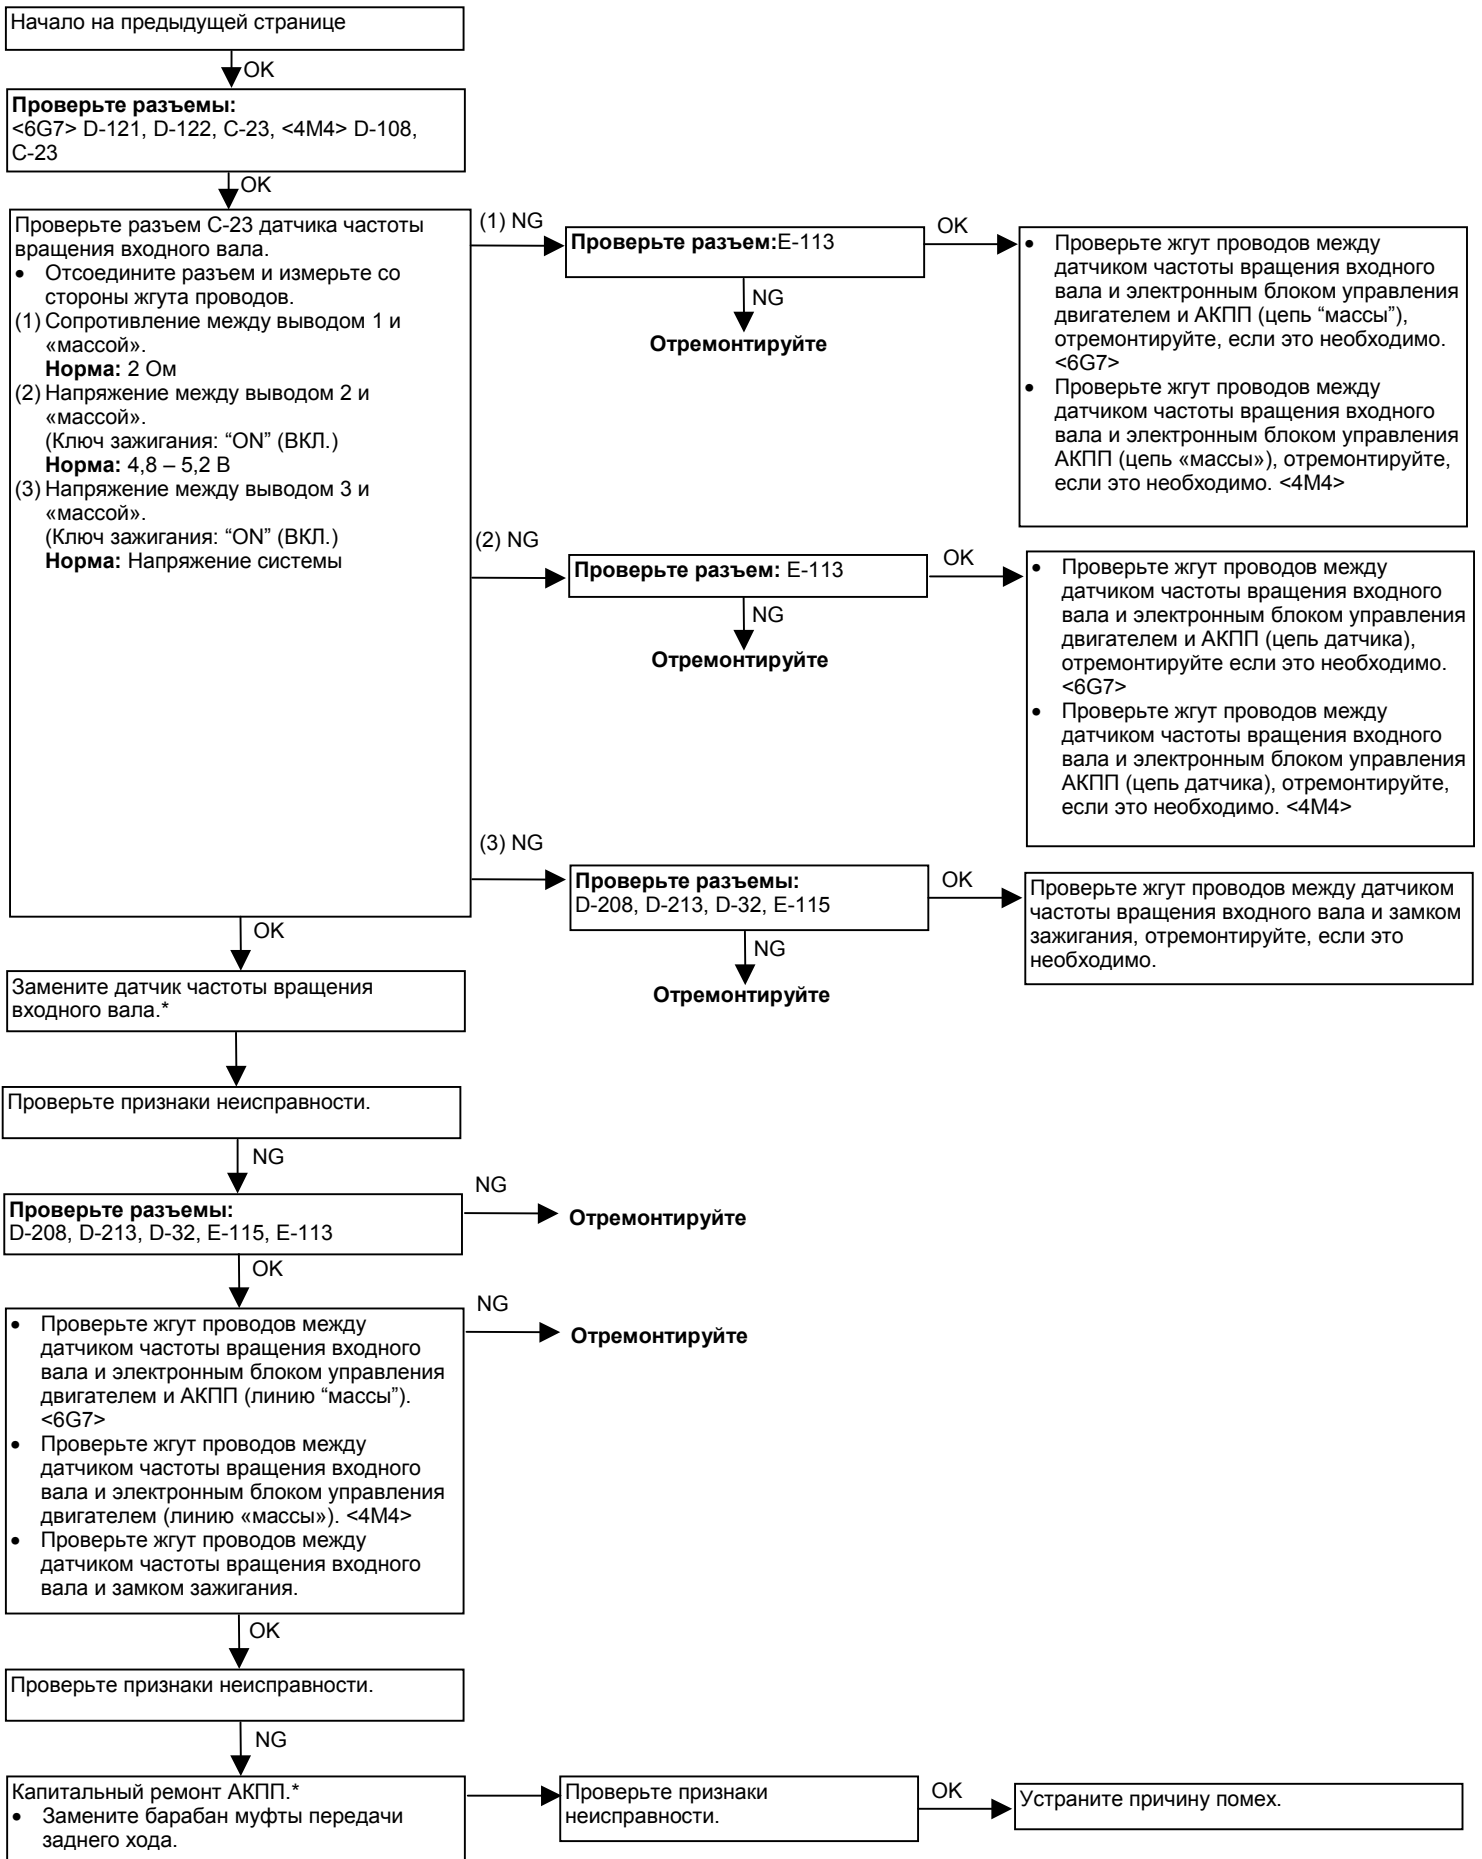 Начало на предыдущей странице
OK
Проверьте разъемы:
<6G7> D-121, D-122, C-23, <4M4> D-108,
C-23
OK
Проверьте разъем С-23 датчика частоты
вращения входного вала.
• Отсоедините разъем и измерьте со
стороны жгута проводов.
(1) Сопротивление между выводом 1 и
«массой».
Норма: 2 Ом
(2) Напряжение между выводом 2 и
«массой».
(Ключ зажигания: “ON” (ВКЛ.)
Норма: 4,8 – 5,2 В
(3) Напряжение между выводом 3 и
«массой».
(Ключ зажигания: “ON” (ВКЛ.)
Норма: Напряжение системы
(1) NG
Проверьте разъем:E-113
NG
Отремонтируйте
OK
• Проверьте жгут проводов между
датчиком частоты вращения входного
вала и электронным блоком управления
двигателем и АКПП (цепь “массы”),
отремонтируйте, если это необходимо.
<6G7>
• Проверьте жгут проводов между
датчиком частоты вращения входного
вала и электронным блоком управления
АКПП (цепь «массы»), отремонтируйте,
если это необходимо. <4M4>
(2) NG
Проверьте разъем: E-113
NG
Отремонтируйте
OK
• Проверьте жгут проводов между
датчиком частоты вращения входного
вала и электронным блоком управления
двигателем и АКПП (цепь датчика),
отремонтируйте если это необходимо.
<6G7>
• Проверьте жгут проводов между
датчиком частоты вращения входного
вала и электронным блоком управления
АКПП (цепь датчика), отремонтируйте,
если это необходимо. <4M4>
(3) NG
Проверьте разъемы:
D-208, D-213, D-32, E-115
NG
Отремонтируйте
OK
Проверьте жгут проводов между датчиком
частоты вращения входного вала и замком
зажигания, отремонтируйте, если это
необходимо.
OK
Замените датчик частоты вращения
входного вала.*
Проверьте признаки неисправности.
NG
Проверьте разъемы:
D-208, D-213, D-32, E-115, E-113
NG
Отремонтируйте
OK
• Проверьте жгут проводов между
датчиком частоты вращения входного
вала и электронным блоком управления
двигателем и АКПП (линию “массы”).
<6G7>
• Проверьте жгут проводов между
датчиком частоты вращения входного
вала и электронным блоком управления
двигателем (линию «массы»). <4M4>
• Проверьте жгут проводов между
датчиком частоты вращения входного
вала и замком зажигания.
NG
Отремонтируйте
OK
Проверьте признаки неисправности.
NG
Капитальный ремонт АКПП.*
• Замените барабан муфты передачи
заднего хода.
Проверьте признаки
неисправности.
OK
Устраните причину помех.